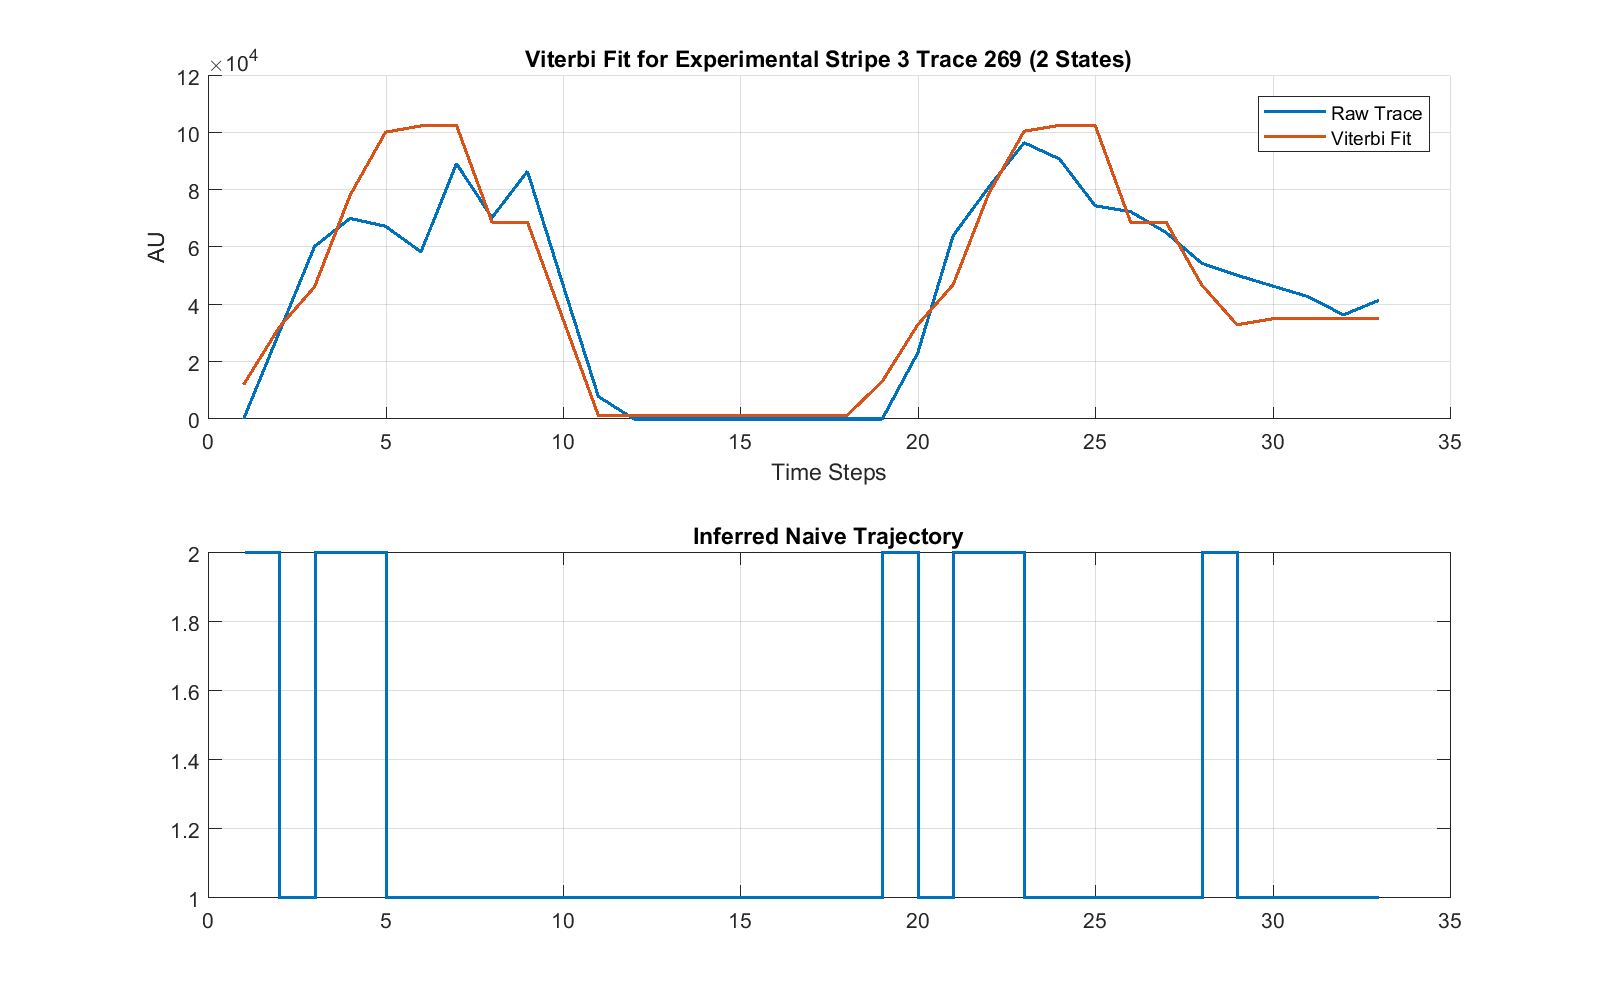 Viterbi Fit for Experimental Stripe 3 Trace 269 (2 States)
×10^4
12
10
8
6
4
2
0
AU
Raw Trace
Viterbi Fit
0 5 10 15 20 25 30 35
Time Steps
Inferred Naive Trajectory
2
1.8
1.6
1.4
1.2
1
0 5 10 15 20 25 30 35